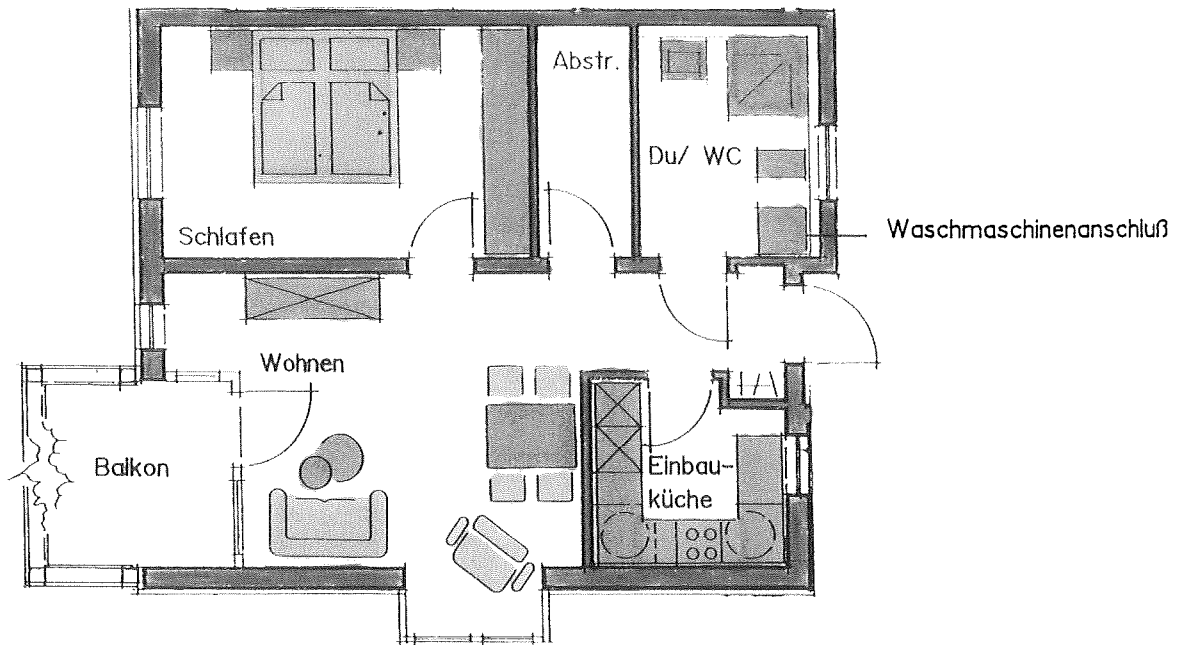 Abstr.
Du/ WC
Schlafen
Waschmaschinenanschluß
Wohnen
Balkon
Einbau-
küche